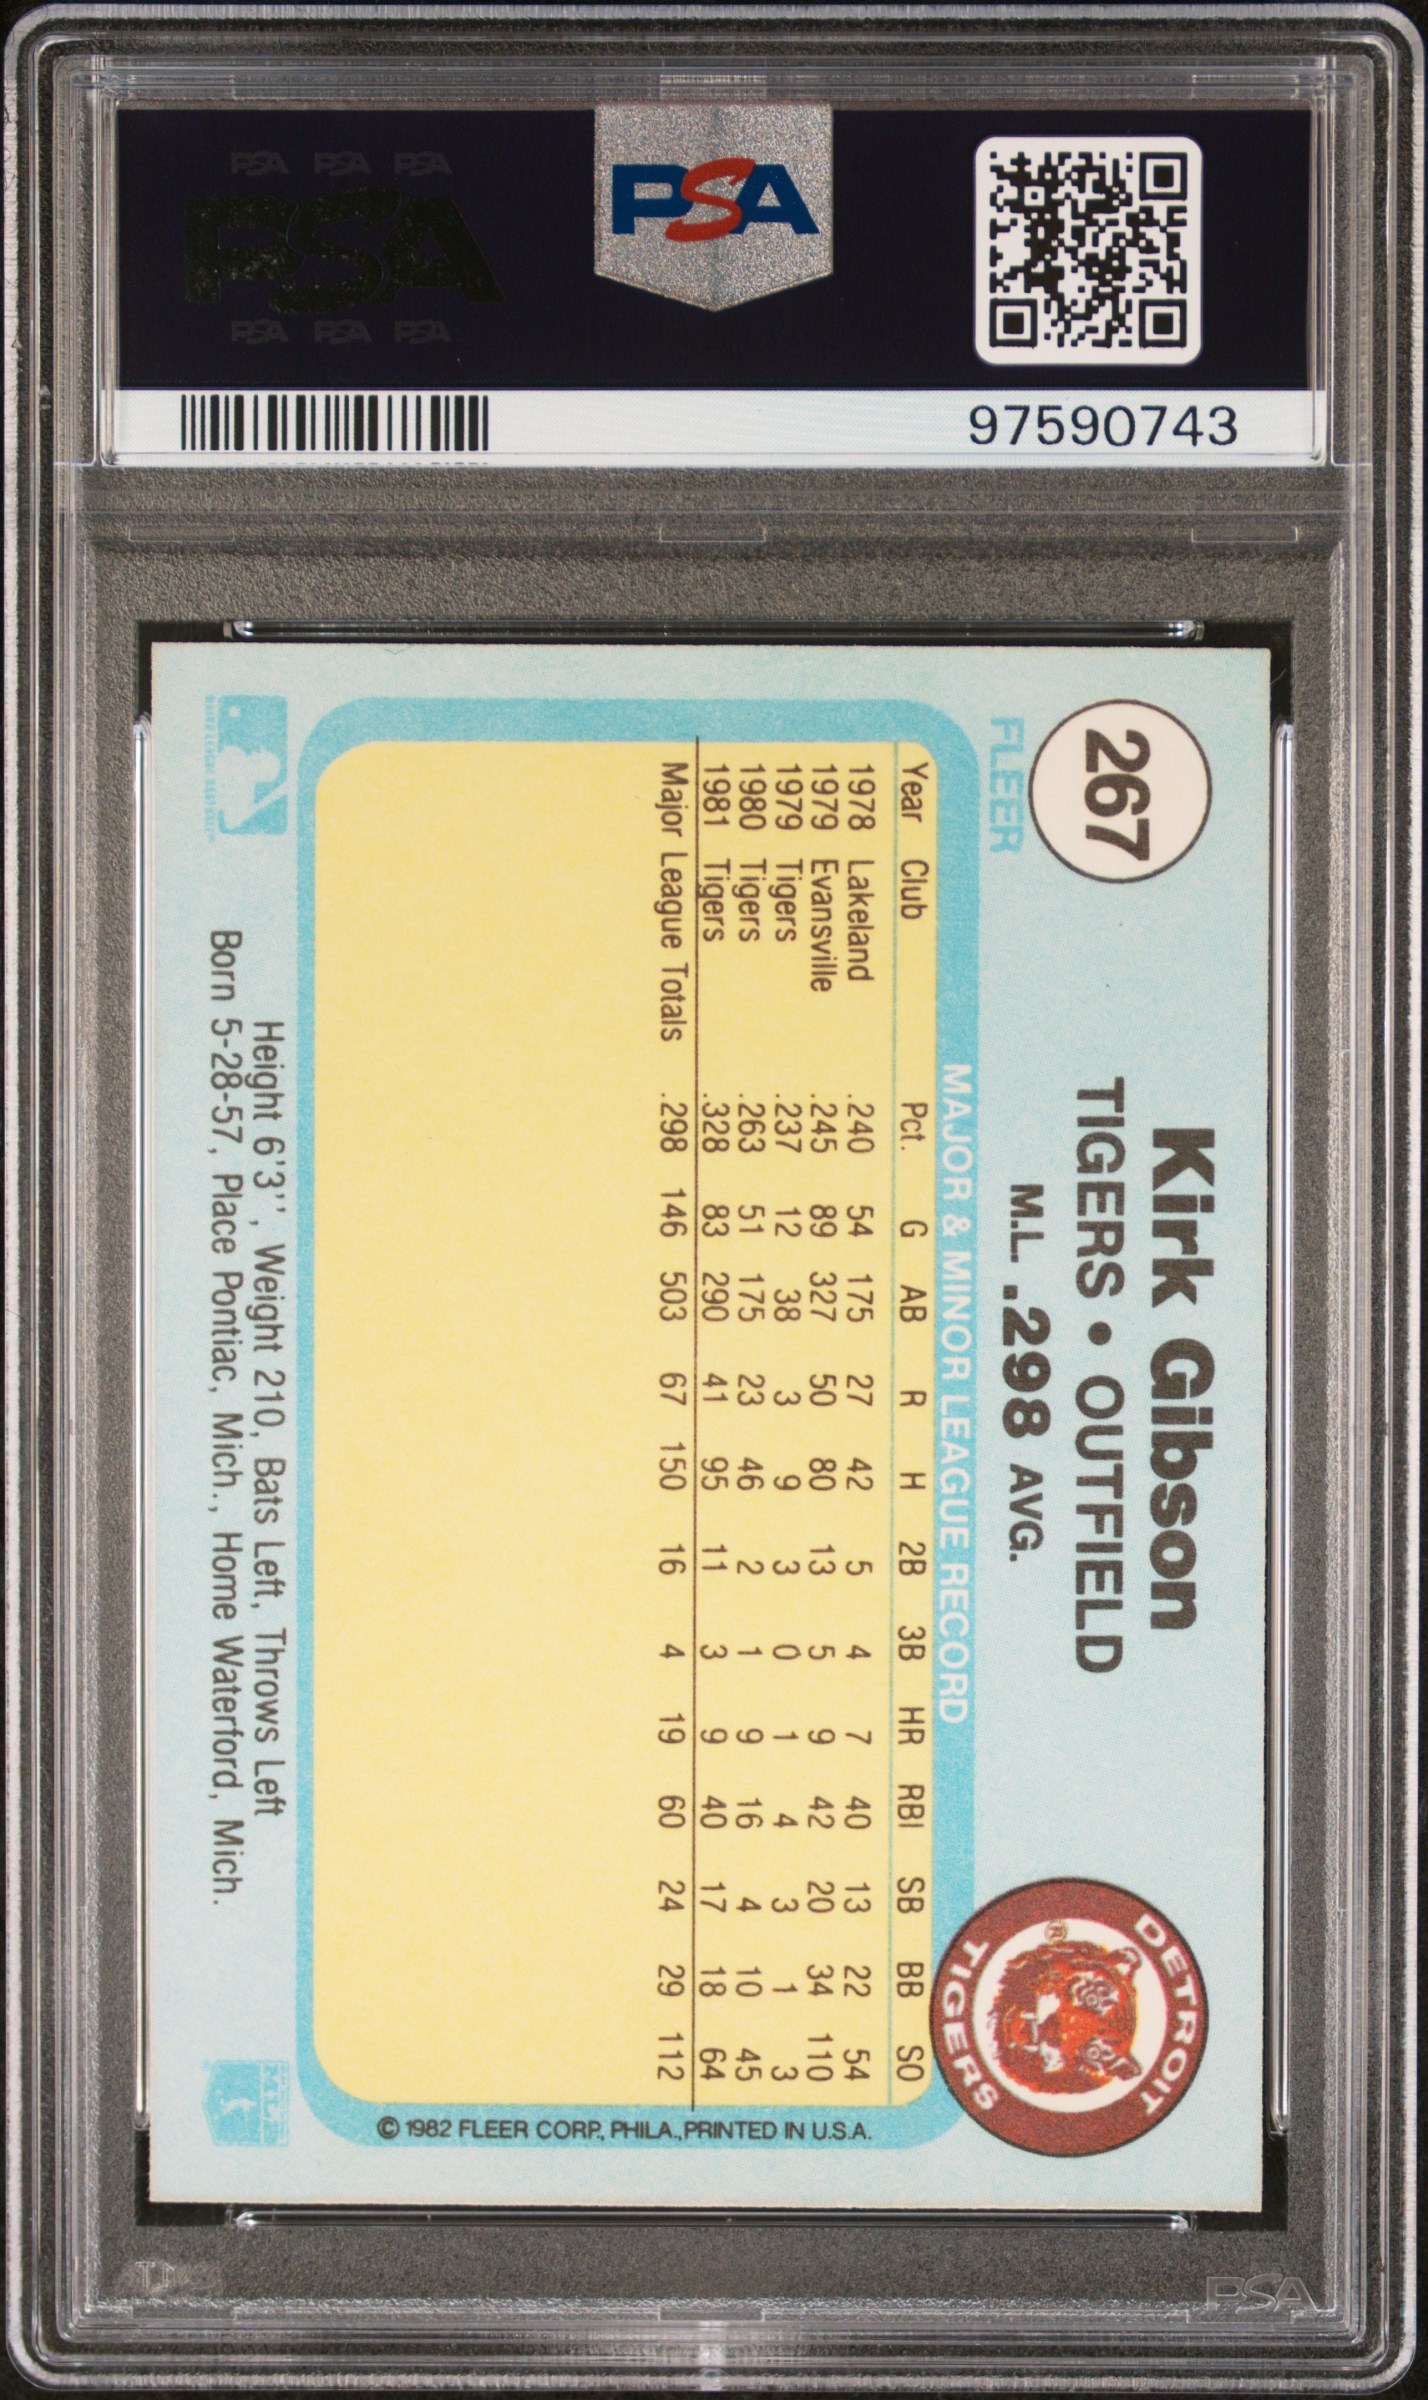 PSA PSA PSA
PSA
PSA PSA PSA
PSA
97590743
267
FLEER
Kirk Gibson
TIGERS • OUTFIELD
M.L. .298 AVG.
DETROIT TIGERS
®
MAJOR & MINOR LEAGUE RECORD
Year Club Pct. G AB R H 2B 3B HR RBI SB BB SO
1978 Lakeland .240 54 175 27 42 5 4 7 40 13 22 54
1979 Evansville .245 89 327 50 80 13 5 9 42 20 34 110
1979 Tigers .237 12 38 3 9 3 0 1 4 3 1 3
1980 Tigers .263 51 175 23 46 2 1 9 16 4 10 45
1981 Tigers .328 83 290 41 95 11 3 9 40 17 18 64
Major League Totals .298 146 503 67 150 16 4 19 60 24 29 112
© 1982 FLEER CORP., PHILA., PRINTED IN U.S.A.
Height 6'3'', Weight 210, Bats Left, Throws Left
Born 5-28-57, Place Pontiac, Mich., Home Waterford, Mich.
PSA